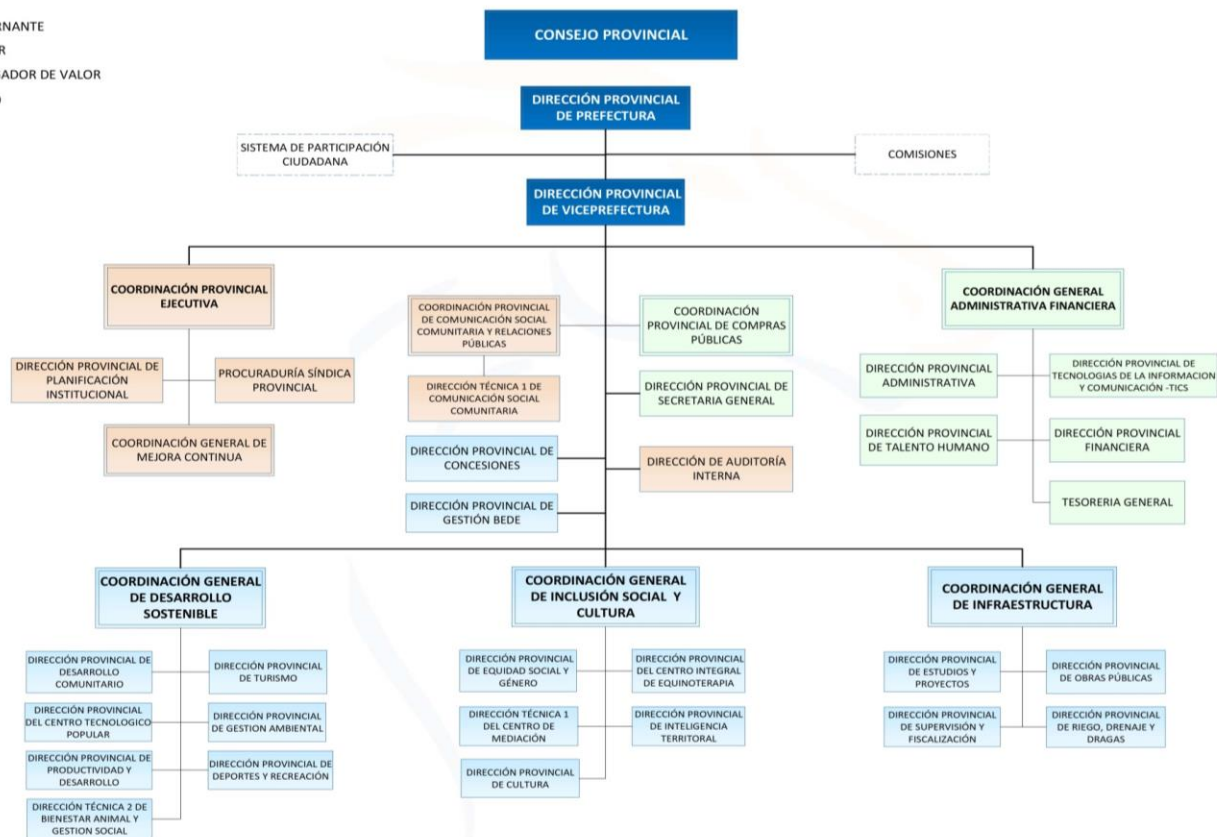 CONSEJO PROVINCIAL
DE VALOR
DIRECCIÓN PROVINCIAL
DE PREFECTURA
SISTEMA DE PARTICIPACIÓN
CIUDADANA
COMISIONES
DIRECCIÓN PROVINCIAL
DE VICEPREFECTURA
COORDINACIÓN PROVINCIAL
EJECUTIVA
DIRECCIÓN PROVINCIAL DE
PLANIFICACIÓN
INSTITUCIONAL
PROCURADURÍA SÍNDICA
PROVINCIAL
COORDINACIÓN GENERAL DE
MEJORA CONTINUA
COORDINACIÓN PROVINCIAL
DE COMUNICACIÓN SOCIAL
COMUNITARIA Y RELACIONES
PÚBLICAS
DIRECCIÓN TÉCNICA 1 DE
COMUNICACIÓN SOCIAL
COMUNITARIA
DIRECCIÓN PROVINCIAL DE
CONCESIONES
DIRECCIÓN PROVINCIAL DE
GESTIÓN BEDE
COORDINACIÓN
PROVINCIAL DE COMPRAS
PÚBLICAS
DIRECCIÓN PROVINCIAL DE
SECRETARIA GENERAL
DIRECCIÓN DE AUDITORÍA
INTERNA
COORDINACIÓN GENERAL
ADMINISTRATIVA FINANCIERA
DIRECCIÓN PROVINCIAL
ADMINISTRATIVA
DIRECCIÓN PROVINCIAL DE
TECNOLOGIAS DE LA INFORMACION
Y COMUNICACIÓN -TICS
DIRECCIÓN PROVINCIAL
DE TALENTO HUMANO
DIRECCIÓN PROVINCIAL
FINANCIERA
TESORERIA GENERAL
COORDINACIÓN GENERAL
DE DESARROLLO
SOSTENIBLE
DIRECCIÓN PROVINCIAL DE
DESARROLLO
COMUNITARIO
DIRECCIÓN PROVINCIAL
DE TURISMO
DIRECCIÓN PROVINCIAL
DEL CENTRO TECNOLOGICO
POPULAR
DIRECCIÓN PROVINCIAL
DE GESTION AMBIENTAL
DIRECCIÓN PROVINCIAL DE
PRODUCTIVIDAD Y
DESARROLLO
DIRECCIÓN PROVINCIAL DE
DEPORTES Y RECREACIÓN
DIRECCIÓN TÉCNICA 2 DE
BIENESTAR ANIMAL Y
GESTION SOCIAL
COORDINACIÓN GENERAL
DE INCLUSIÓN SOCIAL Y
CULTURA
DIRECCIÓN PROVINCIAL
DE EQUIDAD SOCIAL Y
GÉNERO
DIRECCIÓN PROVINCIAL
DEL CENTRO INTEGRAL
DE EQUINOTERAPIA
DIRECCIÓN TÉCNICA 1
DEL CENTRO DE
MEDIACIÓN
DIRECCIÓN PROVINCIAL
DE INTELIGENCIA
TERRITORIAL
DIRECCIÓN PROVINCIAL
DE CULTURA
COORDINACIÓN GENERAL
DE INFRAESTRUCTURA
DIRECCIÓN PROVINCIAL
DE ESTUDIOS Y
PROYECTOS
DIRECCIÓN PROVINCIAL
DE OBRAS PÚBLICAS
DIRECCIÓN PROVINCIAL
DE SUPERVISIÓN Y
FISCALIZACIÓN
DIRECCIÓN PROVINCIAL
DE RIEGO, DRENAJE Y
DRAGAS